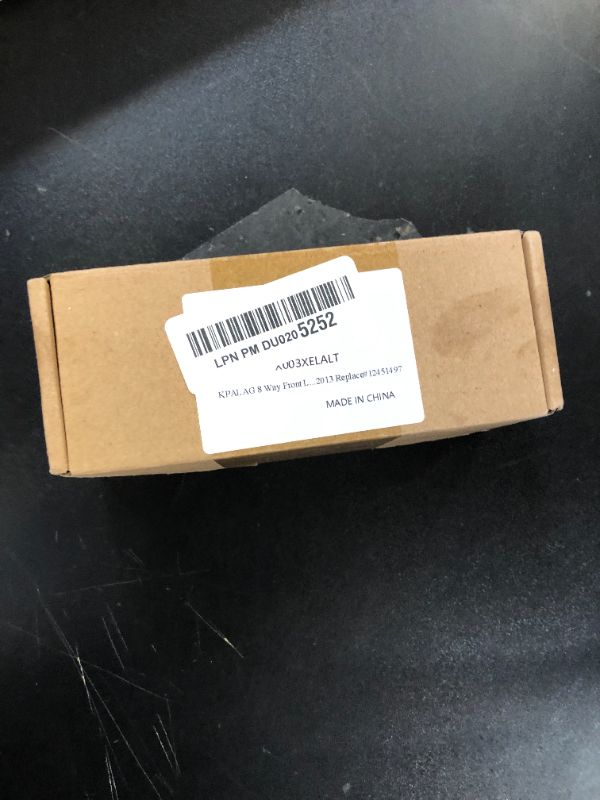 LPN PM DU0205252
X003XELALT
KPALAG 8 Way Front L...2013 Replace# 12451497
MADE IN CHINA